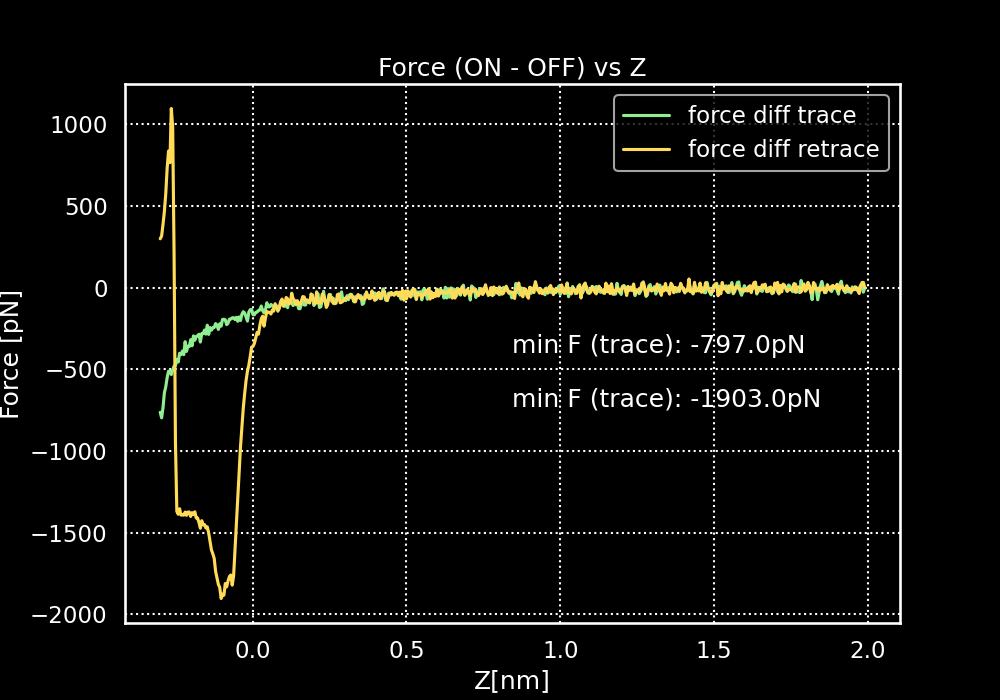 Force (ON - OFF) vs Z
force diff trace
force diff retrace
1000
500
0
−500
−1000
−1500
−2000
Force [pN]
min F (trace): -797.0pN
min F (trace): -1903.0pN
0.0
0.5
1.0
1.5
2.0
Z[nm]